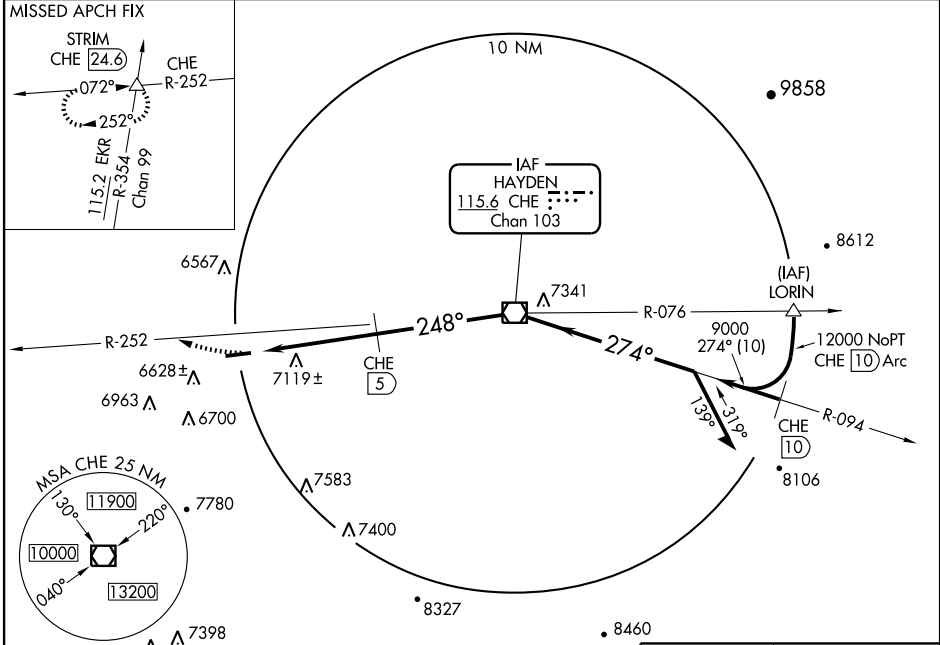 MISSED APCH FIX
STRIM
CHE 24.6
CHE
R-252
072°
252°
115.2 EKR
R-354
Chan 99
10 NM
9858
IAF
HAYDEN
115.6 CHE
Chan 103
8612
(IAF)
LORIN
6567
7341
R-076
9000
274° (10)
12000 NoPT
CHE 10 Arc
248°
R-252
274°
CHE
5
7119±
6628±
6963
6700
139°
319°
R-094
CHE
10
8106
MSA CHE 25 NM
130°
11900
220°
10000
040°
13200
7780
7583
7400
8327
7398
8460